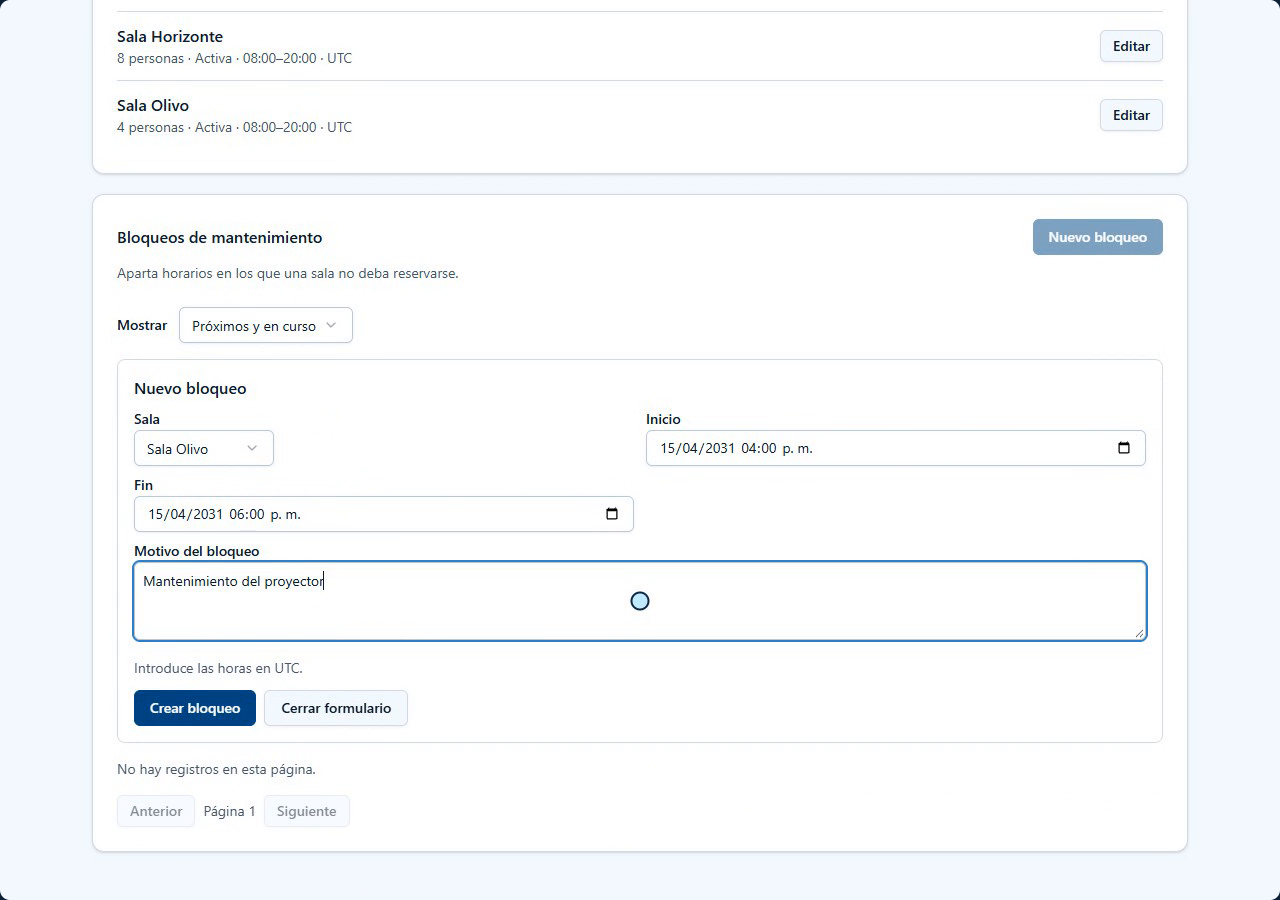 Sala Horizonte
8 personas · Activa · 08:00–20:00 · UTC
Editar
Sala Olivo
4 personas · Activa · 08:00–20:00 · UTC
Editar
Bloqueos de mantenimiento
Nuevo bloqueo
Aparta horarios en los que una sala no deba reservarse.
Mostrar
Próximos y en curso
Nuevo bloqueo
Sala
Sala Olivo
Inicio
15/04/2031 04:00 p. m.
Fin
15/04/2031 06:00 p. m.
Motivo del bloqueo
Mantenimiento del proyector
Introduce las horas en UTC.
Crear bloqueo
Cerrar formulario
No hay registros en esta página.
Anterior
Página 1
Siguiente